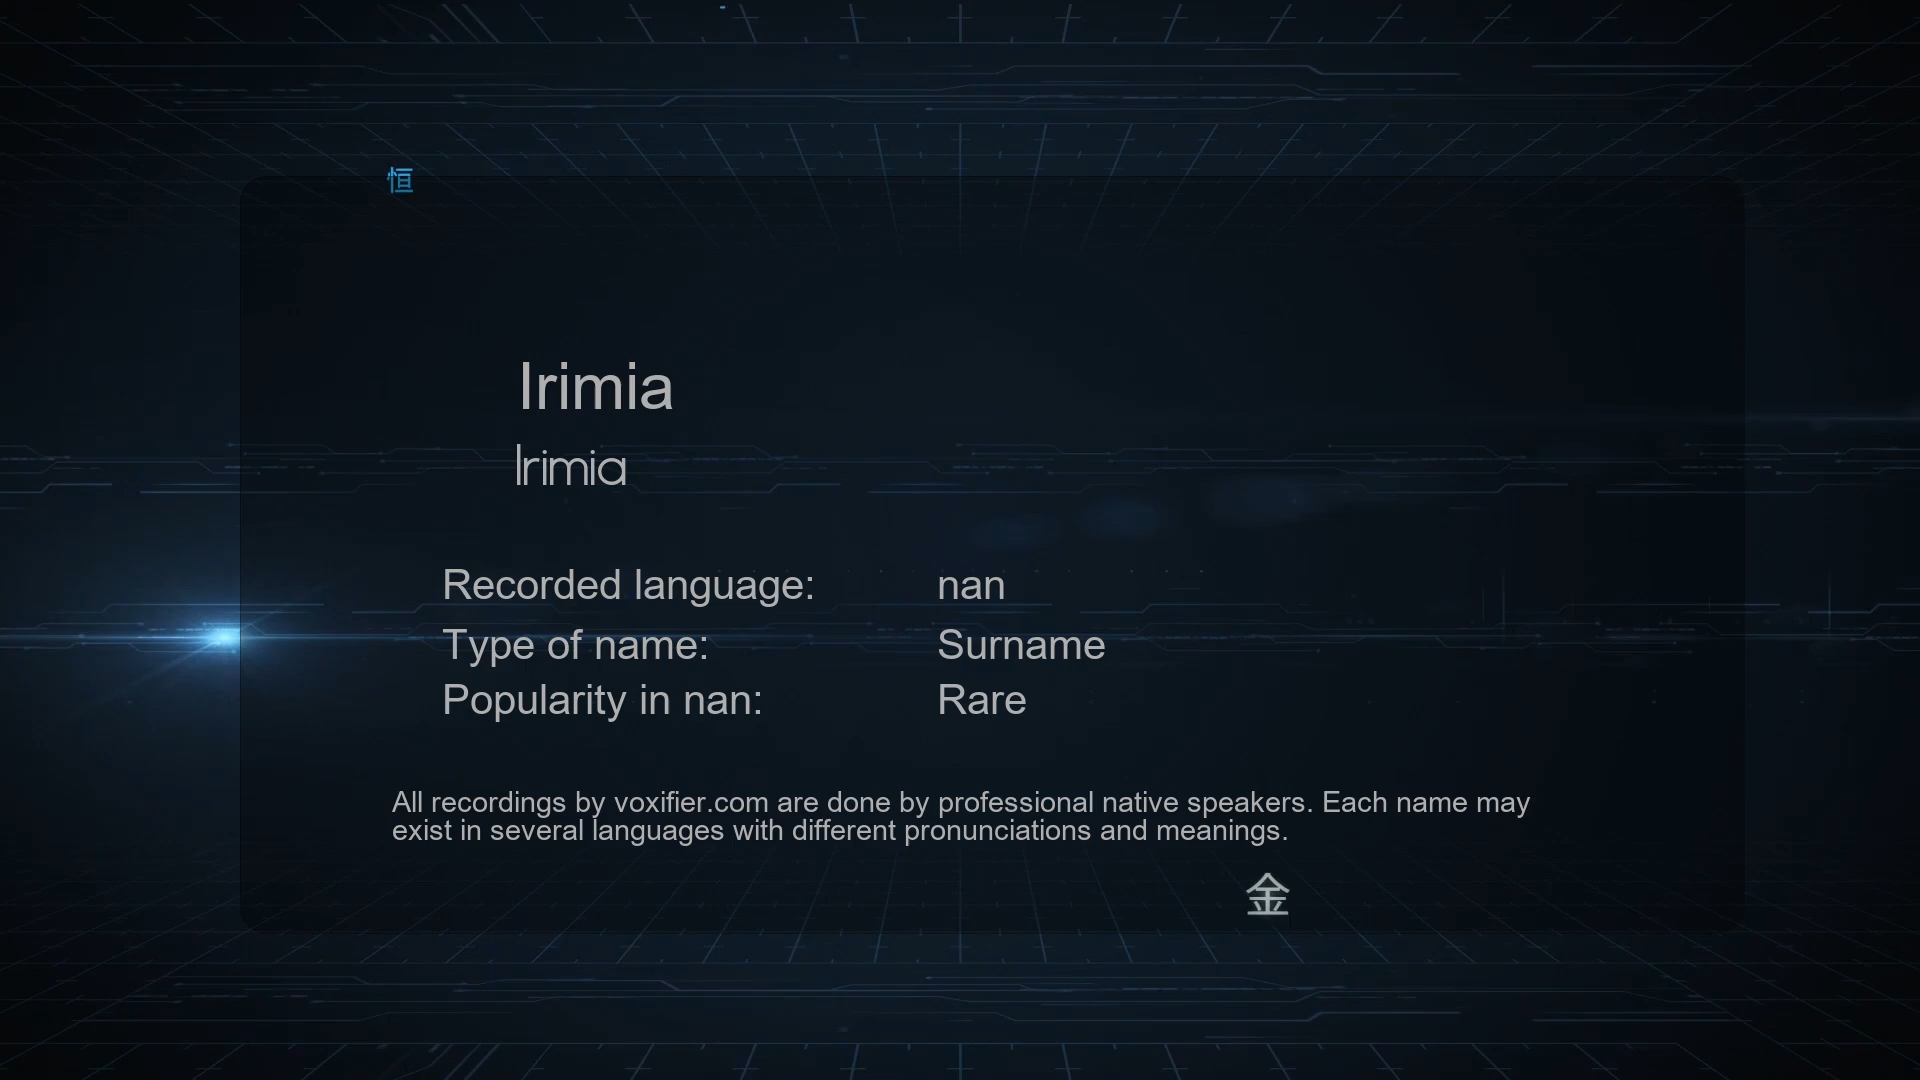 恒
Irimia
Irimia
Recorded language: nan
Type of name: Surname
Popularity in nan: Rare
All recordings by voxifier.com are done by professional native speakers. Each name may
exist in several languages with different pronunciations and meanings.
金